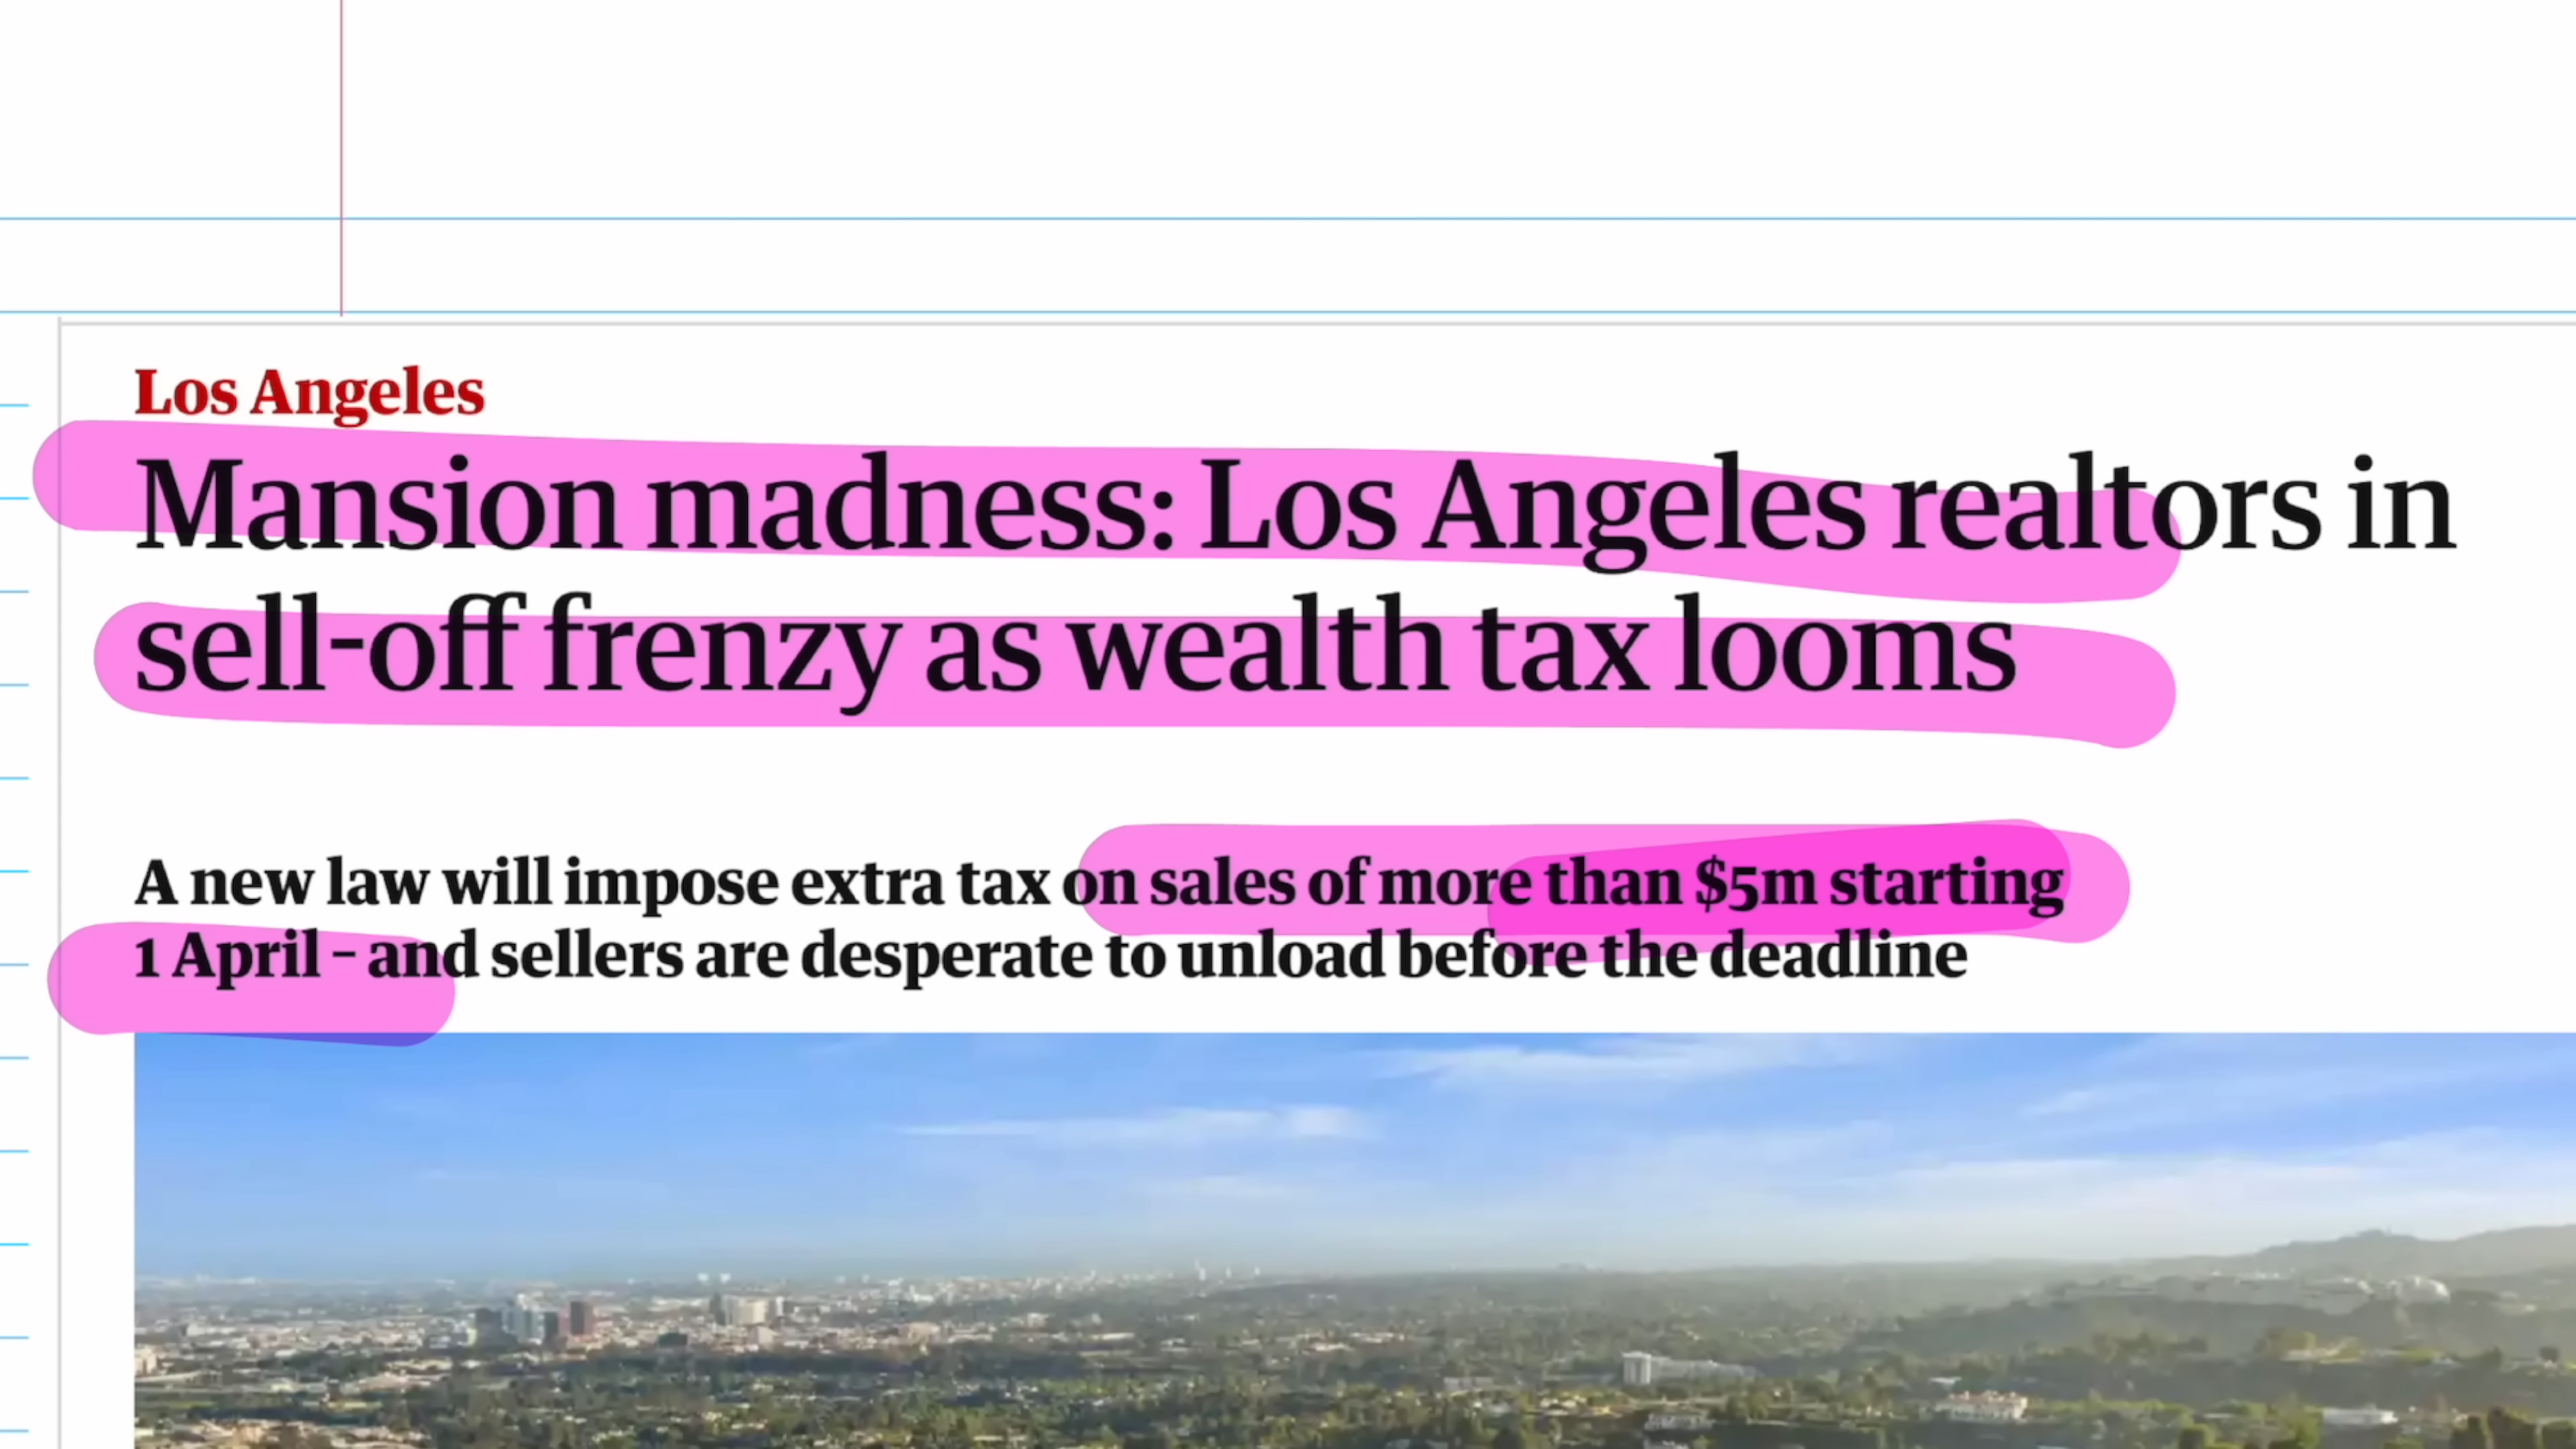 Los Angeles
Mansion madness: Los Angeles realtors in
sell-off frenzy as wealth tax looms
A new law will impose extra tax on sales of more than $5m starting
1 April – and sellers are desperate to unload before the deadline